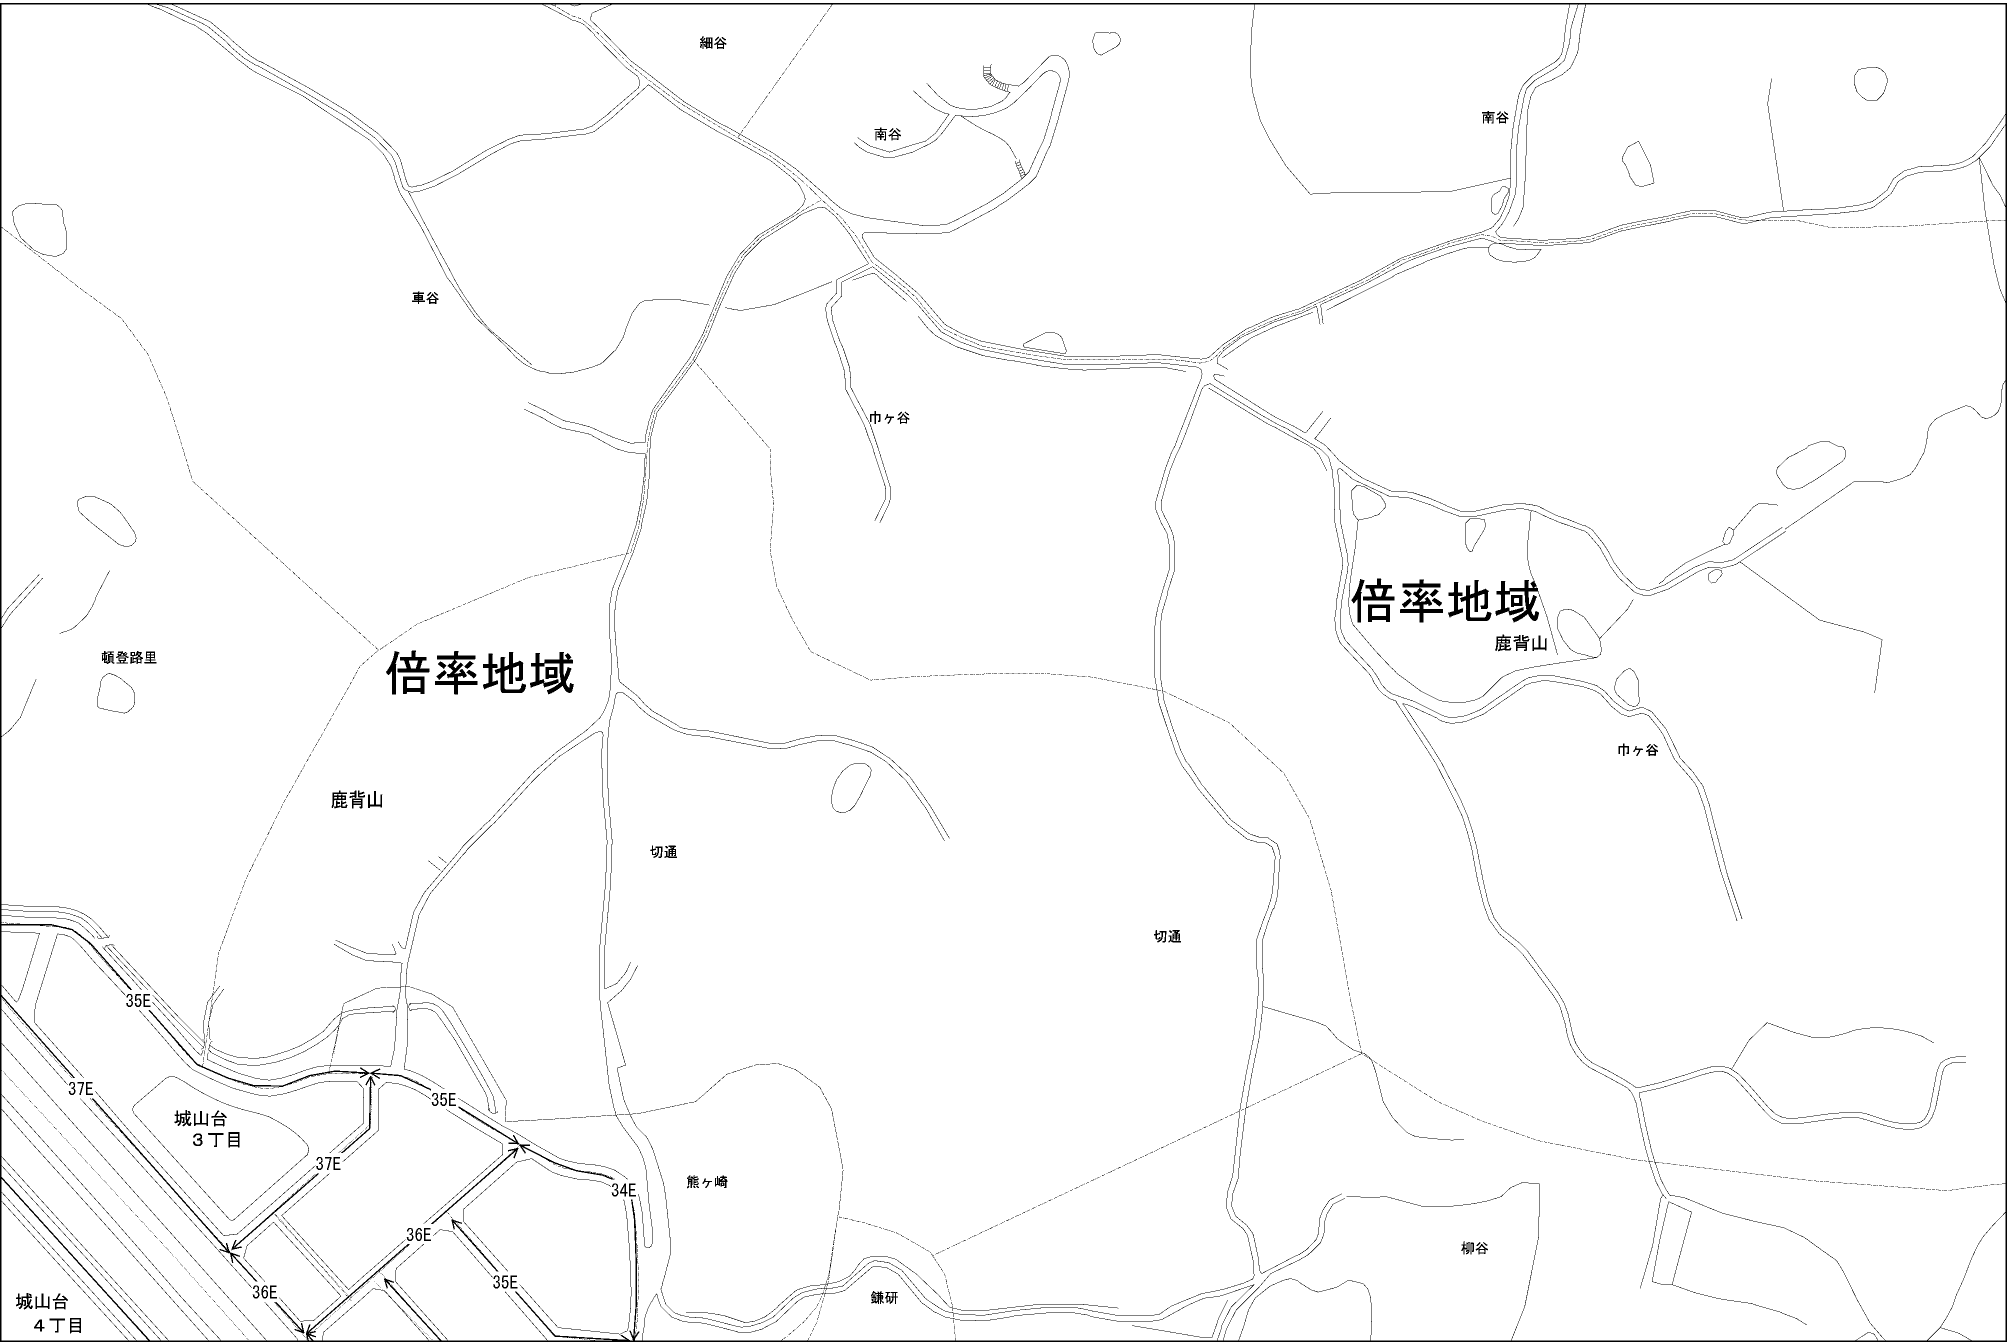 細谷
南谷
南谷
車谷
巾ヶ谷
倍率地域
鹿背山
頓登路里
倍率地域
巾ヶ谷
鹿背山
切通
切通
35E
37E
35E
城山台
3丁目
37E
34E
熊ヶ崎
36E
柳谷
35E
36E
鎌研
城山台
4丁目